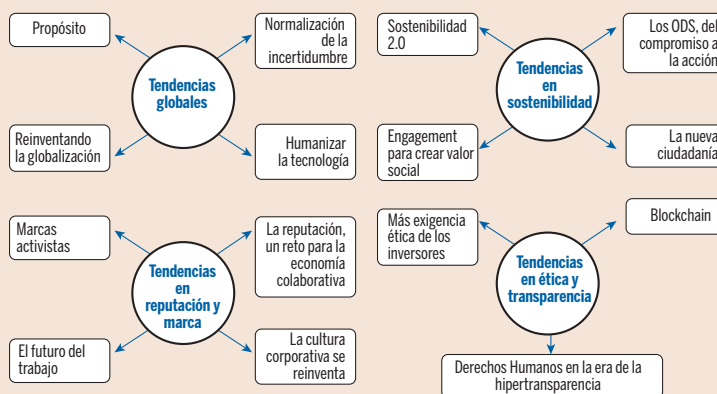 Propósito
Normalización
de la
incertidumbre
Tendencias
globales
Reinventando
la globalización
Humanizar
la tecnología
Sostenibilidad
2.0
Los ODS, del
compromiso a
la acción
Tendencias
en
sostenibilidad
Engagement
para crear valor
social
La nueva
ciudadanía
Marcas
activistas
La reputación,
un reto para la
economía
colaborativa
Tendencias
en
reputación y
marca
El futuro del
trabajo
La cultura
corporativa se
reinventa
Más exigencia
ética de los
inversores
Blockchain
Tendencias
en ética y
transparencia
Derechos Humanos en la era de la
hipertransparencia